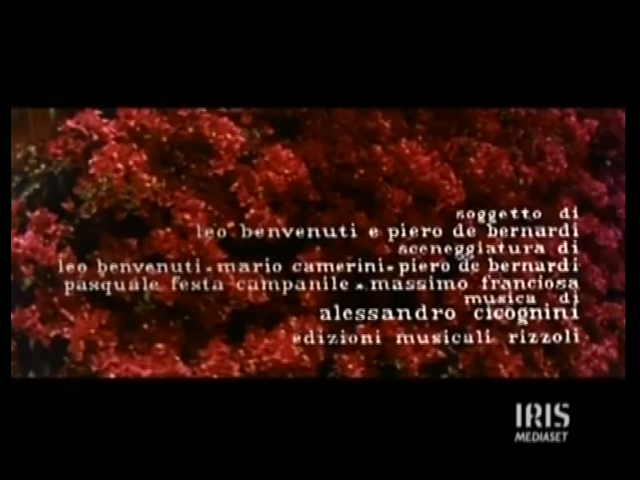 soggetto di
leo benvenuti e piero de bernardi
sceneggiatura di
leo benvenuti - mario camerini - piero de bernardi
pasquale festa campanile - massimo franciosa
musica di
alessandro cicognini
edizioni musicali rizzoli
IRIS
MEDIASET